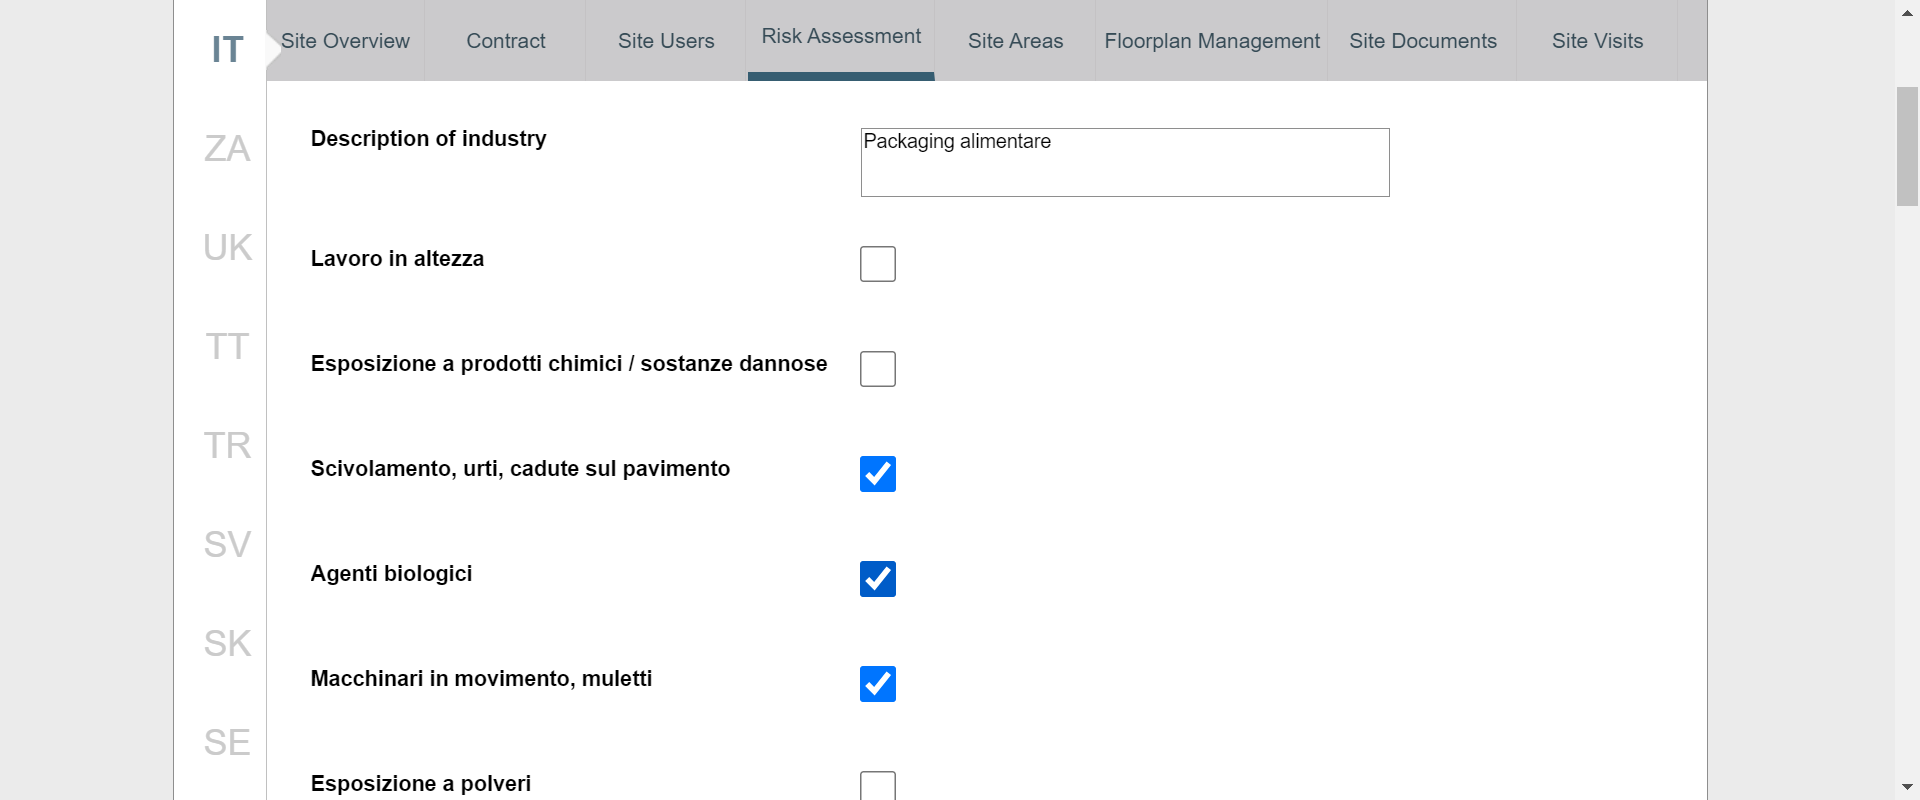 IT
Site Overview
Contract
Site Users
Risk Assessment
Site Areas
Floorplan Management
Site Documents
Site Visits
ZA
UK
TT
TR
SV
SK
SE
Description of industry
Packaging alimentare
Lavoro in altezza
Esposizione a prodotti chimici / sostanze dannose
Scivolamento, urti, cadute sul pavimento
Agenti biologici
Macchinari in movimento, muletti
Esposizione a polveri